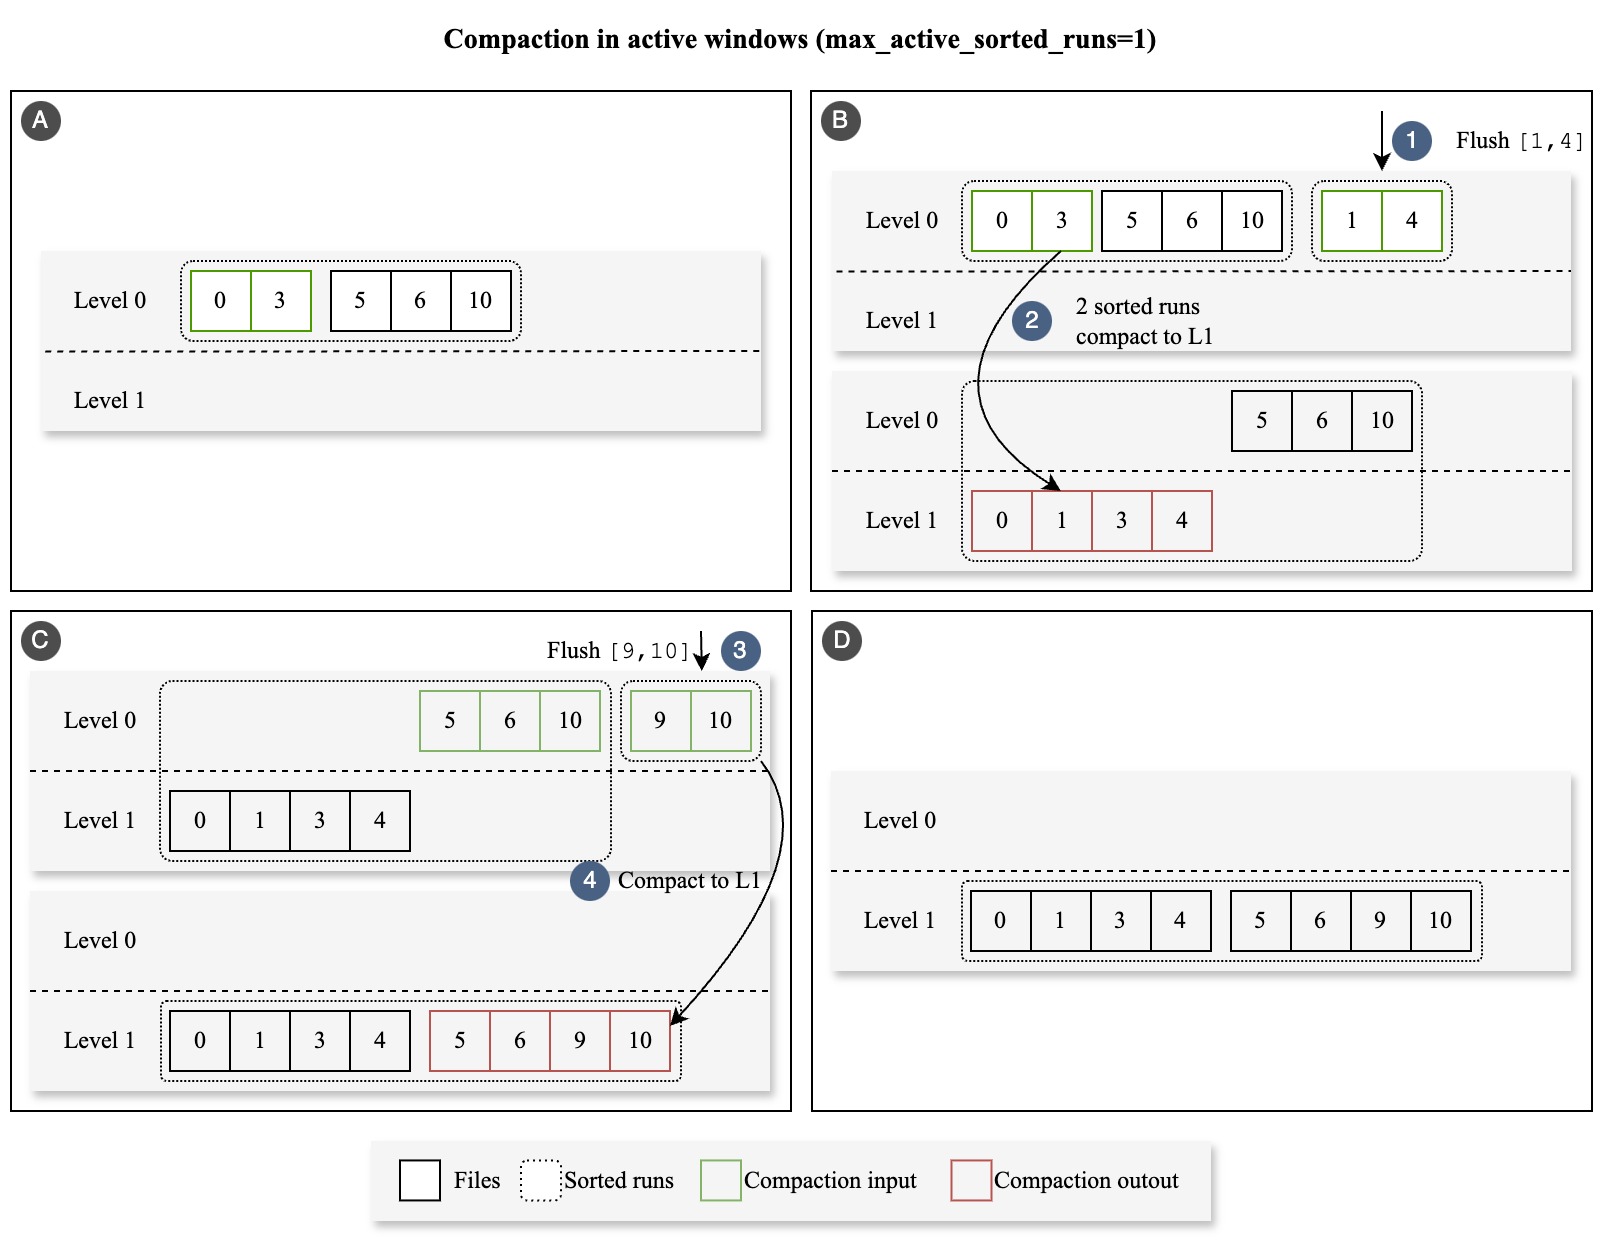 Compaction in active windows (max_active_sorted_runs=1)
A
Level 0 0 3 5 6 10
Level 1
B
1 Flush [1,4]
Level 0 0 3 5 6 10 1 4
Level 1 2 2 sorted runs
compact to L1
Level 0 5 6 10
Level 1 0 1 3 4
C
Flush [9,10] 3
Level 0 5 6 10 9 10
Level 1 0 1 3 4
4 Compact to L1
Level 0
Level 1 0 1 3 4 5 6 9 10
D
Level 0
Level 1 0 1 3 4 5 6 9 10
Files Sorted runs Compaction input Compaction outout